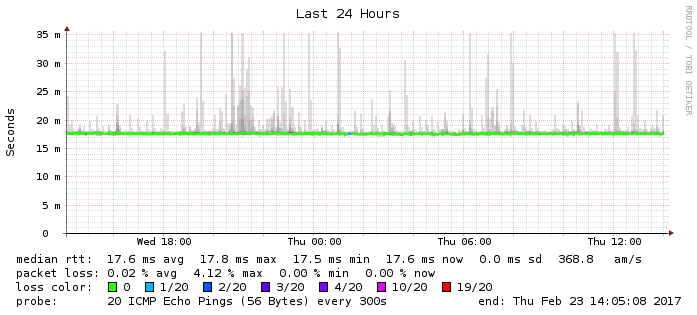 Last 24 Hours
RRDTOOL / TOBI OETIKER
Seconds
35 m
30 m
25 m
20 m
15 m
10 m
5 m
0
Wed 18:00 Thu 00:00 Thu 06:00 Thu 12:00
median rtt: 17.6 ms avg 17.8 ms max 17.5 ms min 17.6 ms now 0.0 ms sd 368.8 am/s
packet loss: 0.02 % avg 4.12 % max 0.00 % min 0.00 % now
loss color: 0 1/20 2/20 3/20 4/20 10/20 19/20
probe: 20 ICMP Echo Pings (56 Bytes) every 300s end: Thu Feb 23 14:05:08 2017